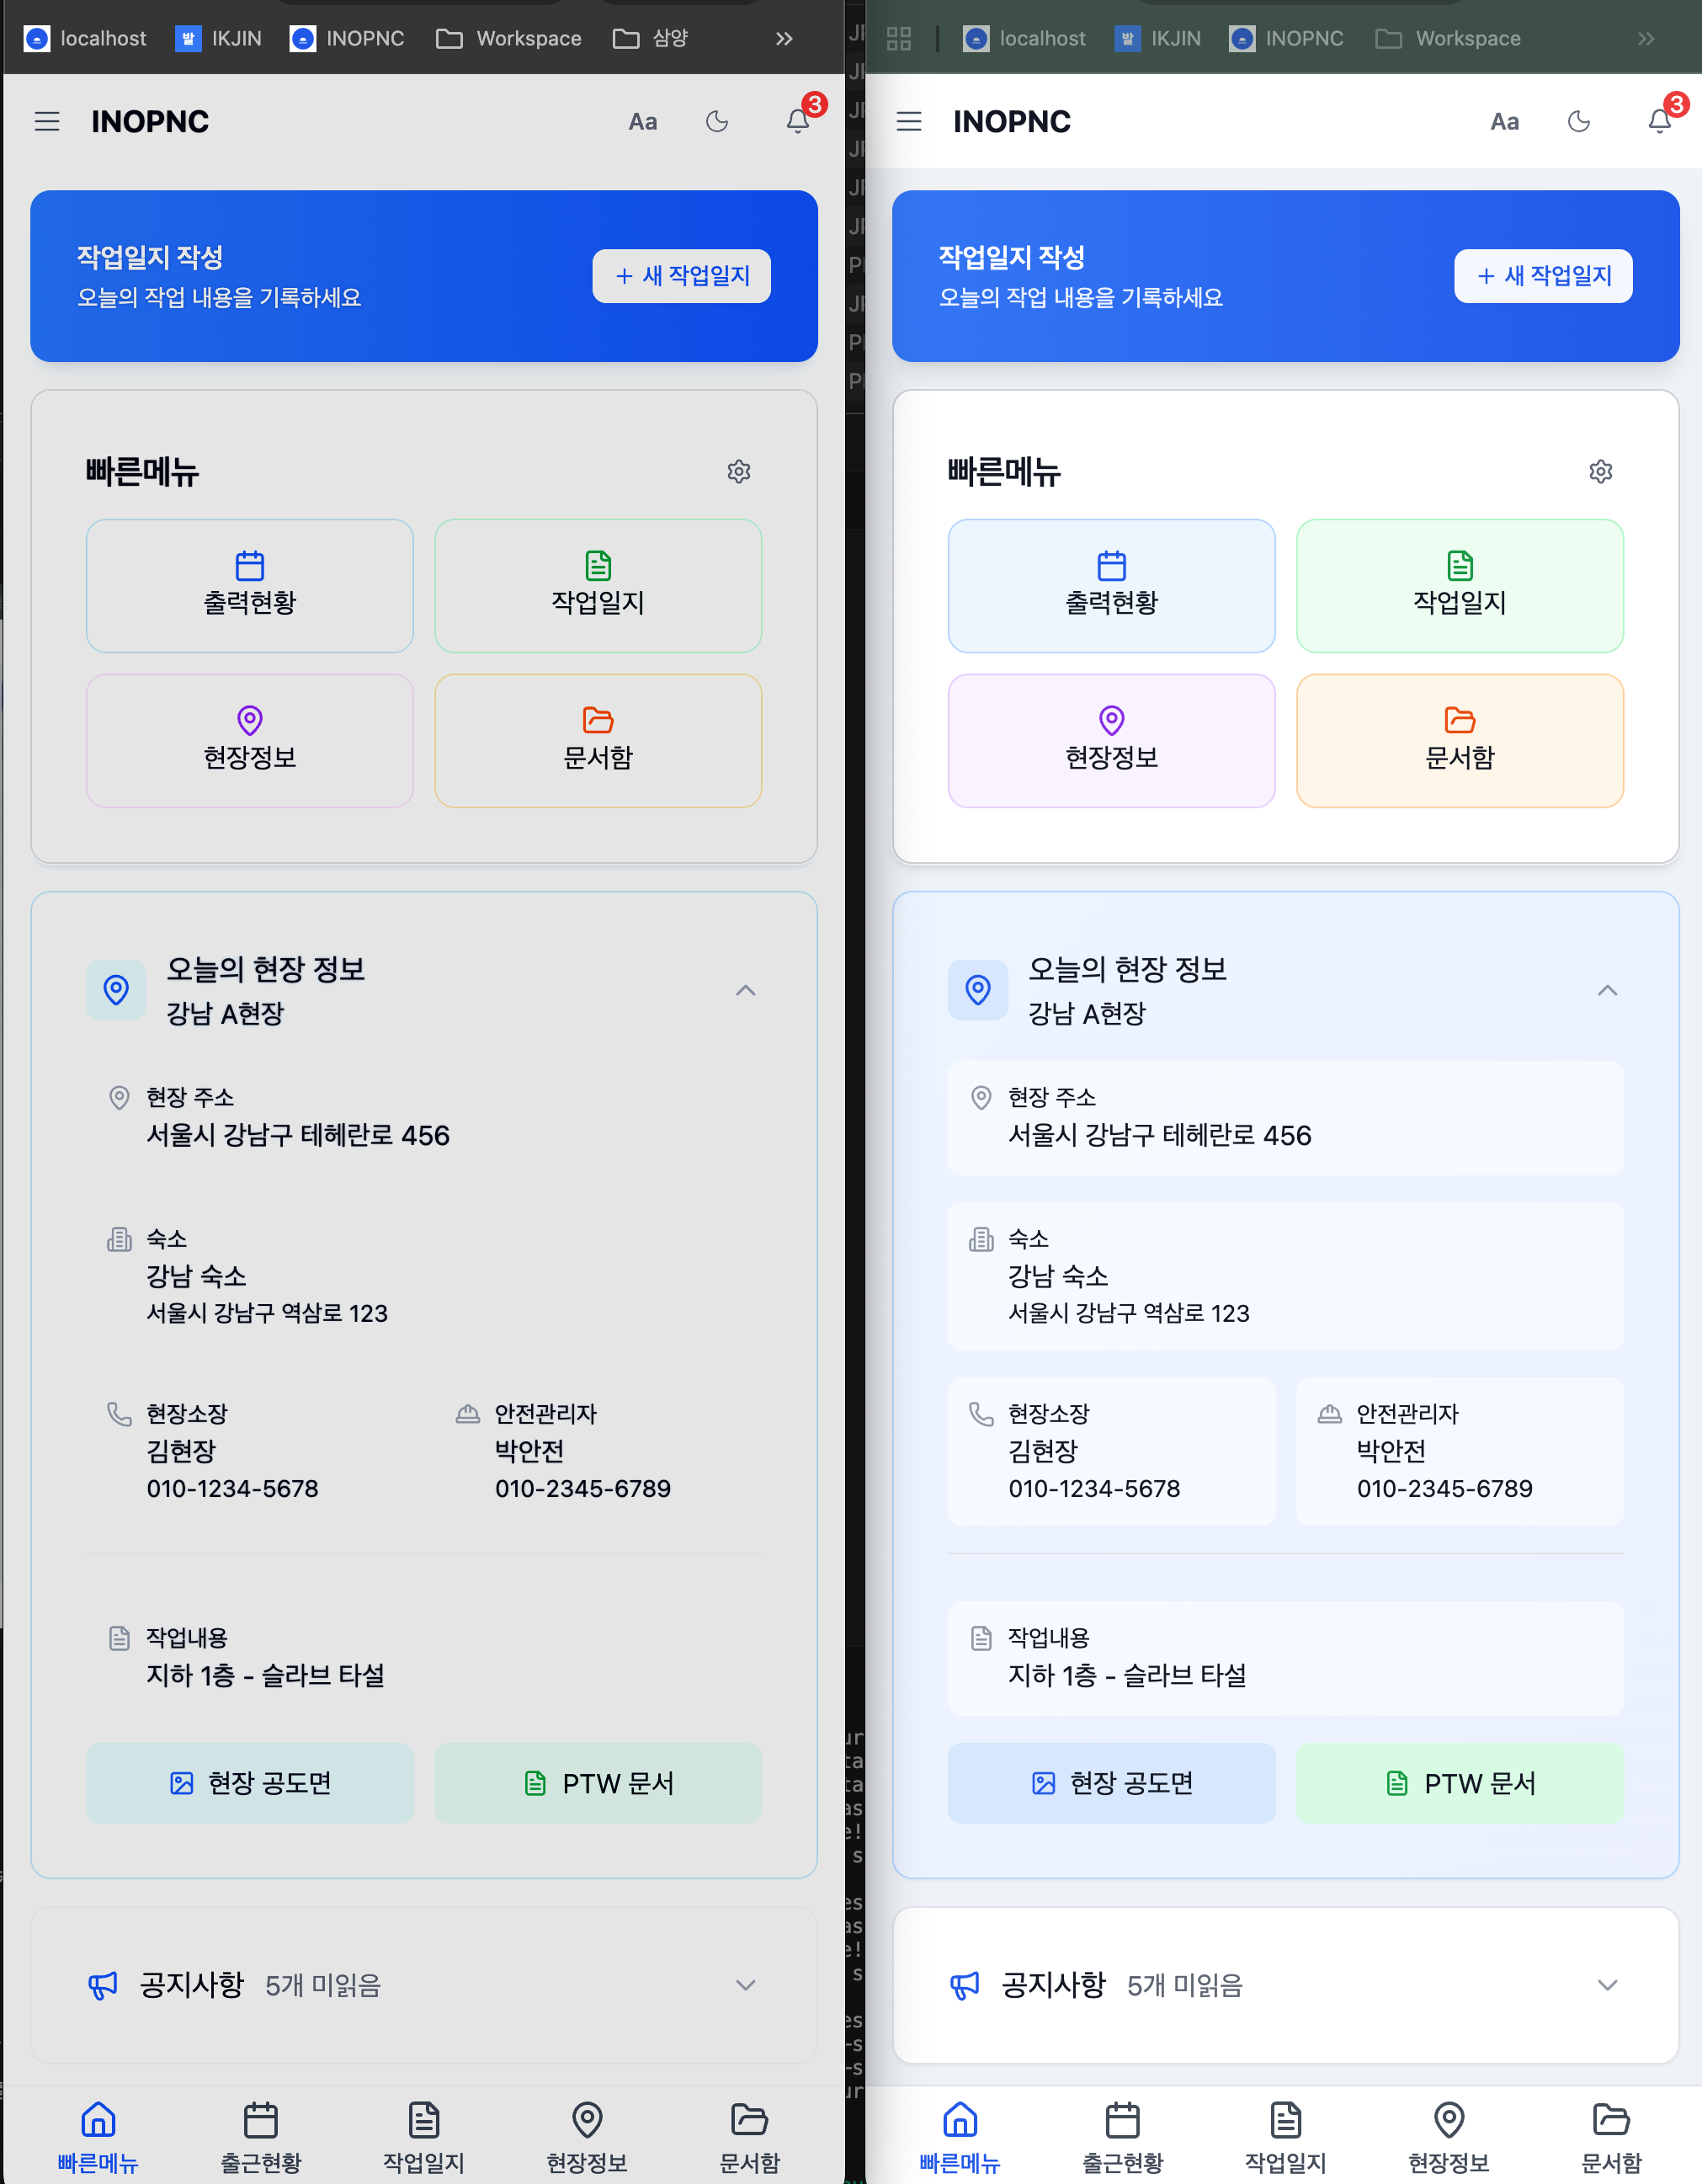 localhost
발 IKJIN
INOPNC
Workspace
삼양
INOPNC
Aa
3
작업일지 작성
오늘의 작업 내용을 기록하세요
+ 새 작업일지
빠른메뉴
출력현황
작업일지
현장정보
문서함
오늘의 현장 정보
강남 A현장
현장 주소
서울시 강남구 테헤란로 456
숙소
강남 숙소
서울시 강남구 역삼로 123
현장소장
김현장
010-1234-5678
안전관리자
박안전
010-2345-6789
작업내용
지하 1층 - 슬라브 타설
현장 공도면
PTW 문서
공지사항 5개 미읽음
빠른메뉴
출근현황
작업일지
현장정보
문서함
localhost
발 IKJIN
INOPNC
Workspace
INOPNC
Aa
3
작업일지 작성
오늘의 작업 내용을 기록하세요
+ 새 작업일지
빠른메뉴
출력현황
작업일지
현장정보
문서함
오늘의 현장 정보
강남 A현장
현장 주소
서울시 강남구 테헤란로 456
숙소
강남 숙소
서울시 강남구 역삼로 123
현장소장
김현장
010-1234-5678
안전관리자
박안전
010-2345-6789
작업내용
지하 1층 - 슬라브 타설
현장 공도면
PTW 문서
공지사항 5개 미읽음
빠른메뉴
출근현황
작업일지
현장정보
문서함